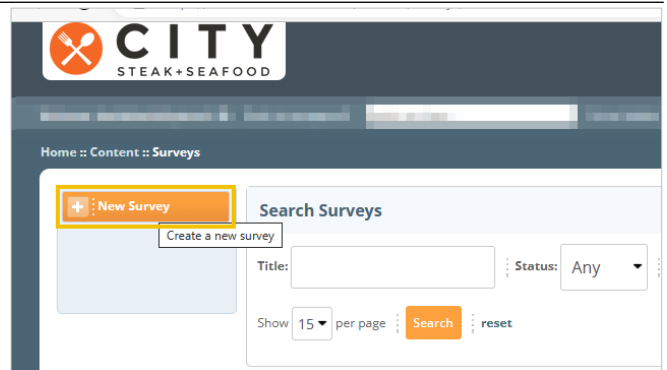 CITY
STEAK+SEAFOOD
Home :: Content :: Surveys
New Survey
Create a new survey
Search Surveys
Title:
Status: Any
Show 15 per page Search reset